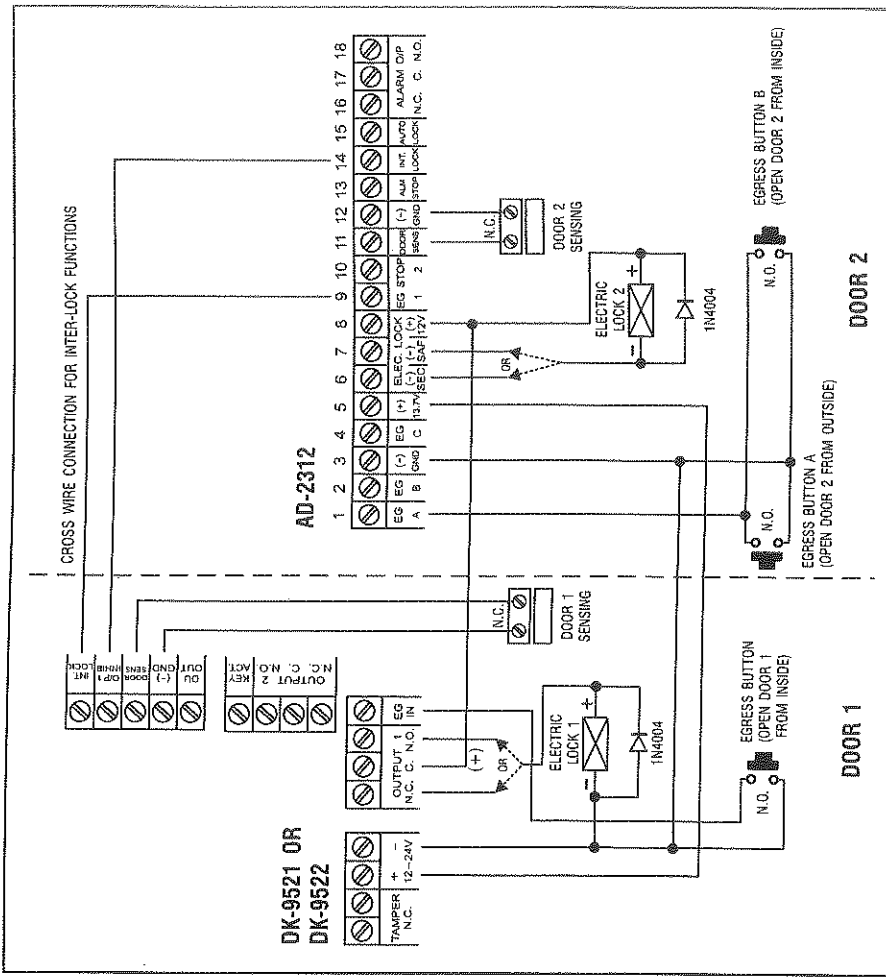 CROSS WIRE CONNECTION FOR INTER-LOCK FUNCTIONS
DK-9521 OR
DK-9522
TAMPER
N.C.
+ -
12-24V
OUTPUT 1
N.C. C. N.O.
EG
IN
(+)
OR
INT.
LOCK
O/P1
INHIB
DOOR
SENS
(-)
GND
DU
OUT
KEY
ACT.
OUTPUT 2
N.C. C. N.O.
N.C.
DOOR 1
SENSING
ELECTRIC
LOCK 1
- +
1N4004
EGRESS BUTTON
(OPEN DOOR 1
FROM INSIDE)
N.O.
DOOR 1
AD-2312
1 2 3 4 5 6 7 8 9 10 11 12 13 14 15 16 17 18
EG
A
EG
B
(-)
GND
EG
C
(+)
13.7V
ELEC. LOCK
(-) (-) (+)
SEC SAF 12V
EG STOP
1 2
DOOR
SENS
(-)
GND
ALM
STOP
INT.
LOCK
AUTO
LOCK
ALARM O/P
N.C. C. N.O.
OR
N.C.
DOOR 2
SENSING
ELECTRIC
LOCK 2
- +
1N4004
N.O.
EGRESS BUTTON A
(OPEN DOOR 2 FROM OUTSIDE)
N.O.
EGRESS BUTTON B
(OPEN DOOR 2 FROM INSIDE)
DOOR 2